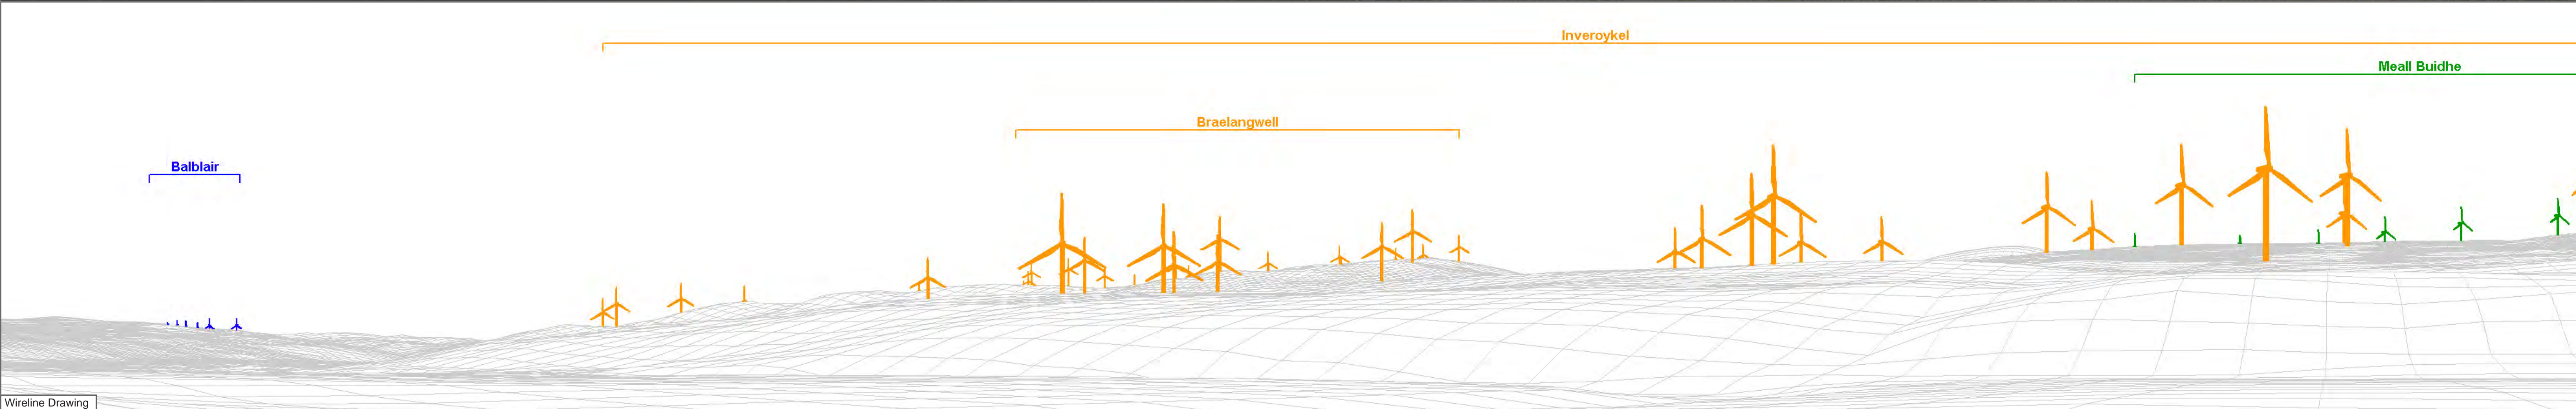 Inveroykel
Meall Buidhe
Braelangwell
Balblair
Wireline Drawing